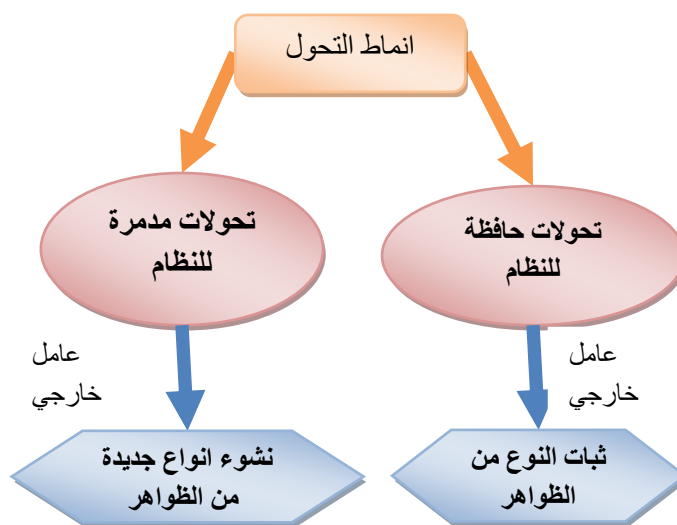 انماط التحول
تحولات حافظة
للنظام
تحولات مدمرة
للنظام
عامل
خارجي
عامل
خارجي
ثبات النوع من
الظواهر
نشوء انواع جديدة
من الظواهر